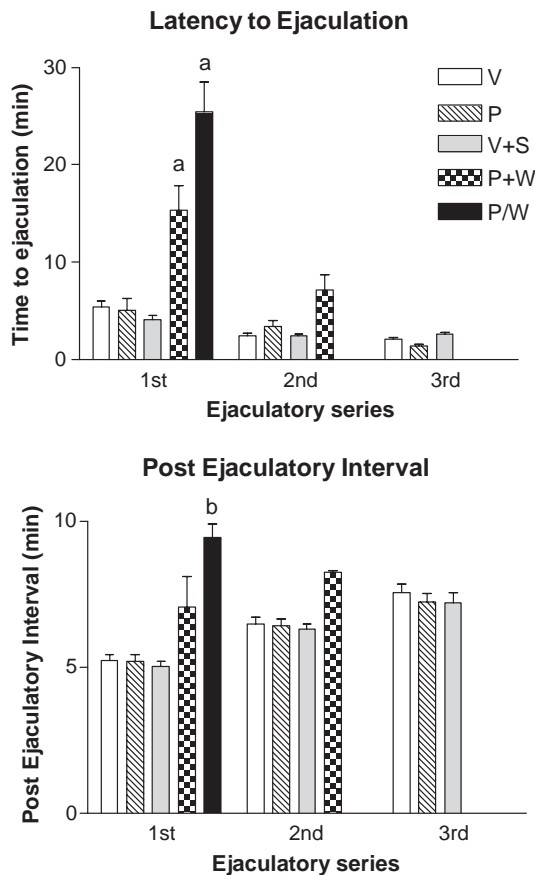 Latency to Ejaculation
Time to ejaculation (min)
30
20
10
0
a
a
V
P
V+S
P+W
P/W
1st 2nd 3rd
Ejaculatory series
Post Ejaculatory Interval
Post Ejaculatory Interval (min)
10
5
0
b
1st 2nd 3rd
Ejaculatory series